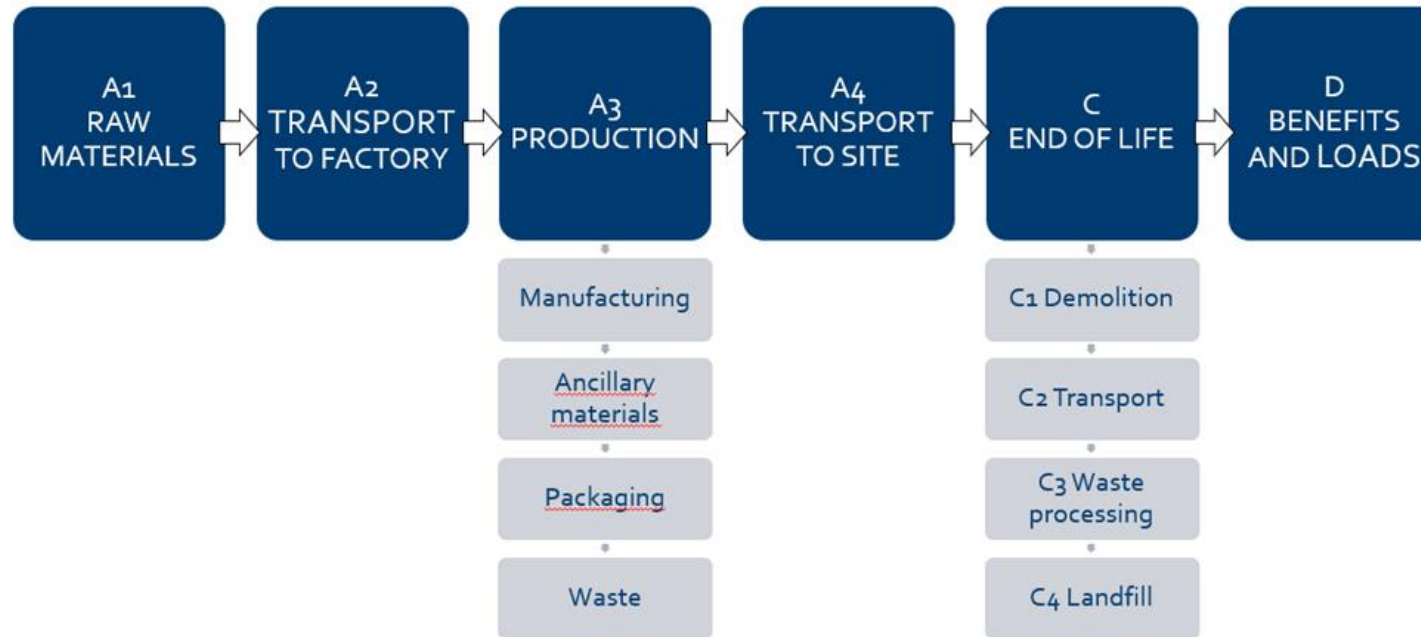 A1
RAW
MATERIALS
A2
TRANSPORT
TO FACTORY
A3
PRODUCTION
A4
TRANSPORT
TO SITE
C
END OF LIFE
D
BENEFITS
AND LOADS
Manufacturing
Ancillary
materials
Packaging
Waste
C1 Demolition
C2 Transport
C3 Waste
processing
C4 Landfill